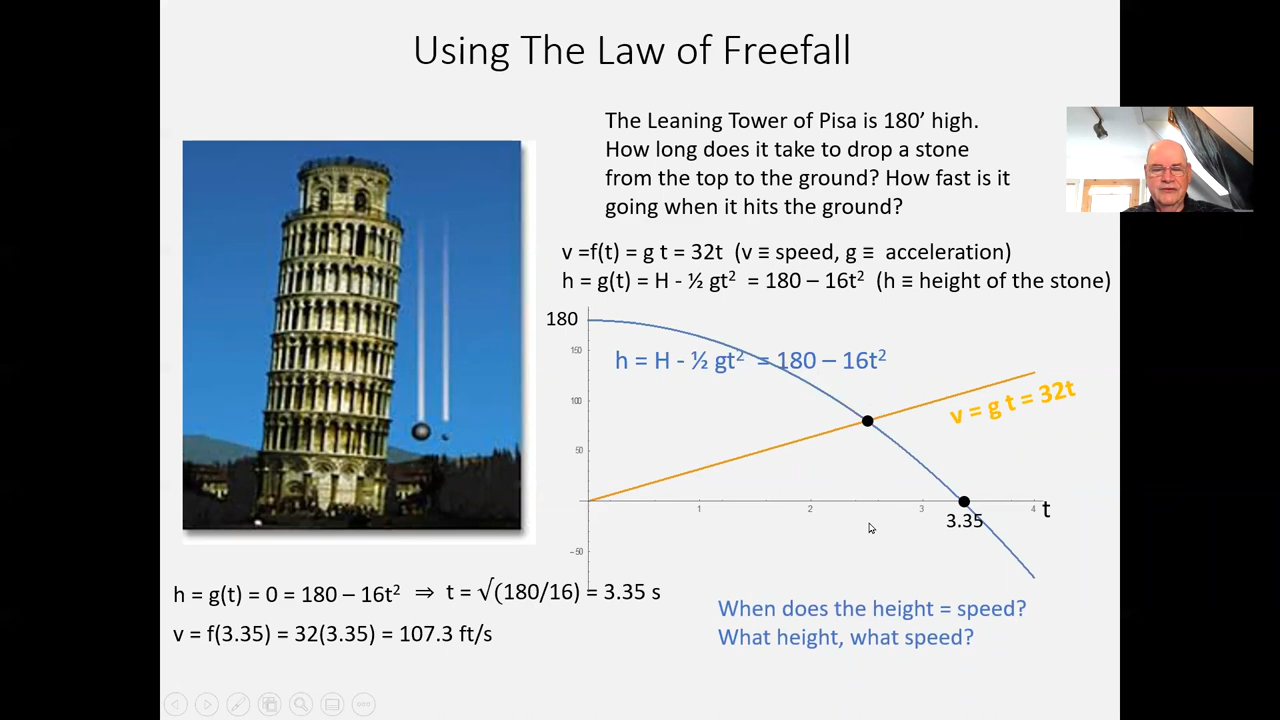 Using The Law of Freefall
The Leaning Tower of Pisa is 180’ high.
How long does it take to drop a stone
from the top to the ground? How fast is it
going when it hits the ground?
v =f(t) = g t = 32t (v ≡ speed, g ≡ acceleration)
h = g(t) = H - ½ gt² = 180 – 16t² (h ≡ height of the stone)
180
h = H - ½ gt² = 180 – 16t²
v = g t = 32t
150
100
50
-50
1
2
3
4
t
3.35
h = g(t) = 0 = 180 – 16t² ⇒ t = √(180/16) = 3.35 s
v = f(3.35) = 32(3.35) = 107.3 ft/s
When does the height = speed?
What height, what speed?